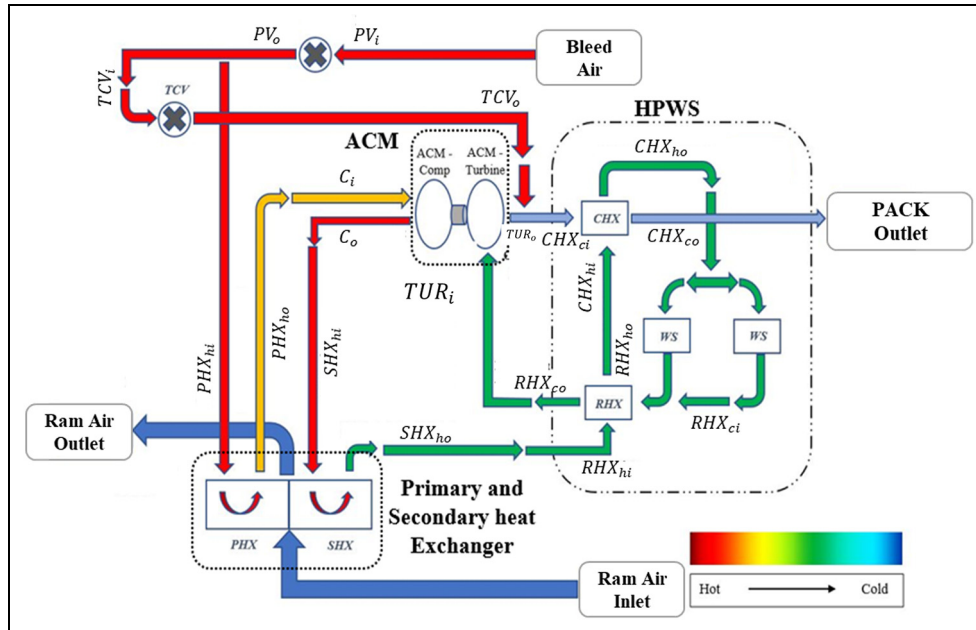 PV_o
PV_i
Bleed
Air
TCV_i
TCV
TCV_o
ACM
HPWS
ACM -
Comp
ACM -
Turbine
CHX_ho
C_i
PACK
Outlet
CHX
TUR_o
CHX_ci
CHX_co
C_o
TUR_i
CHX_hi
PHX_hi
PHX_ho
SHX_hi
RHX_ho
WS
WS
RHX_co
RHX
RHX_ci
Ram Air
Outlet
SHX_ho
RHX_hi
Primary and
Secondary heat
Exchanger
PHX
SHX
Ram Air
Inlet
Hot
Cold